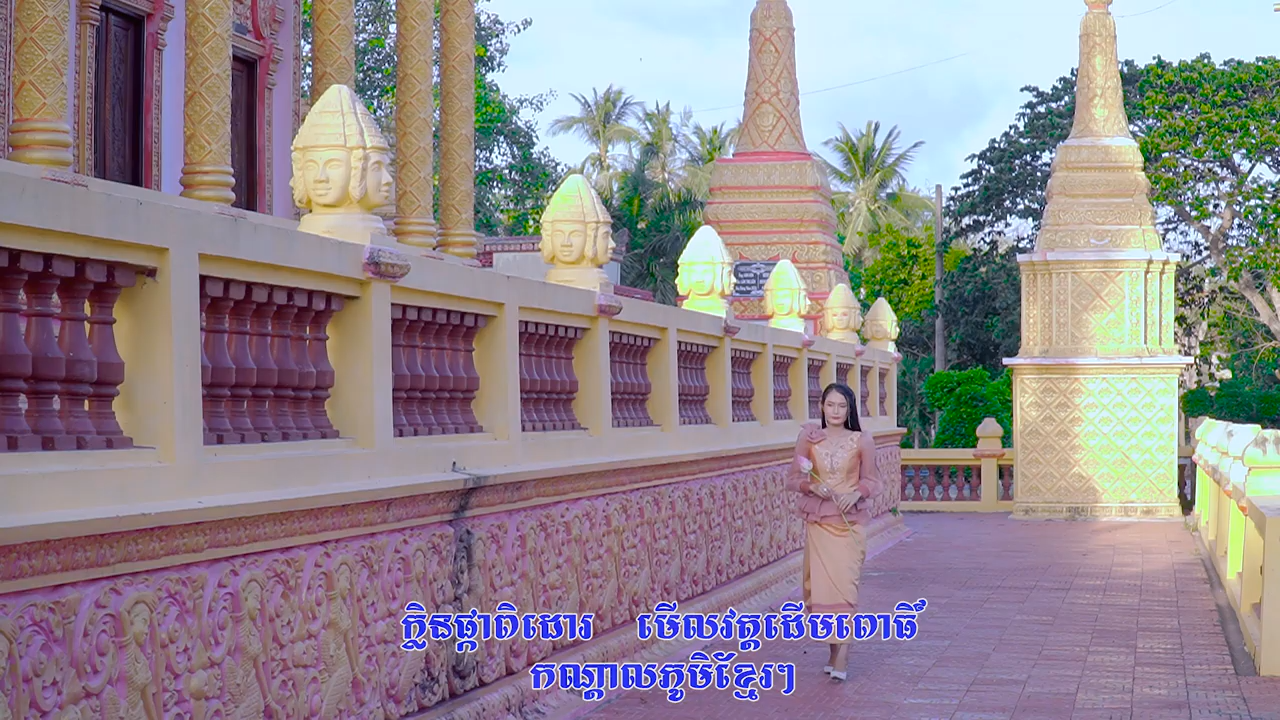 ក្លិនផ្កាពិដោរ មើលវត្តដើមពោធិ៍
កណ្តាលភូមិខ្មែរៗ